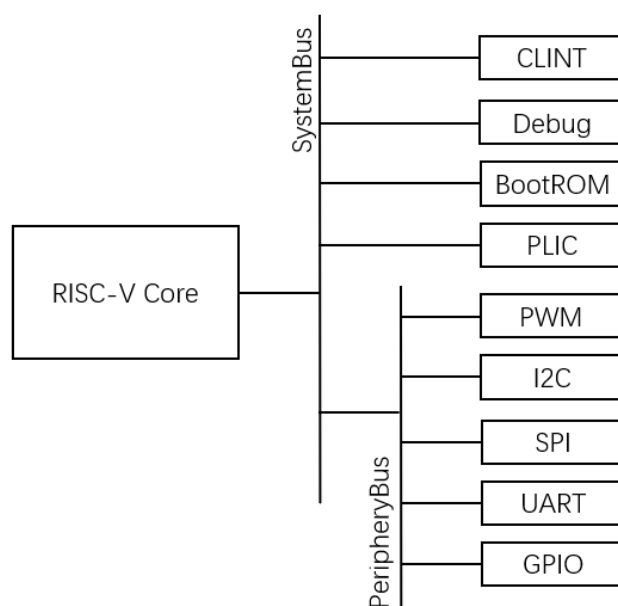 SystemBus
CLINT
Debug
BootROM
PLIC
RISC-V Core
PWM
I2C
SPI
PeripheryBus
UART
GPIO